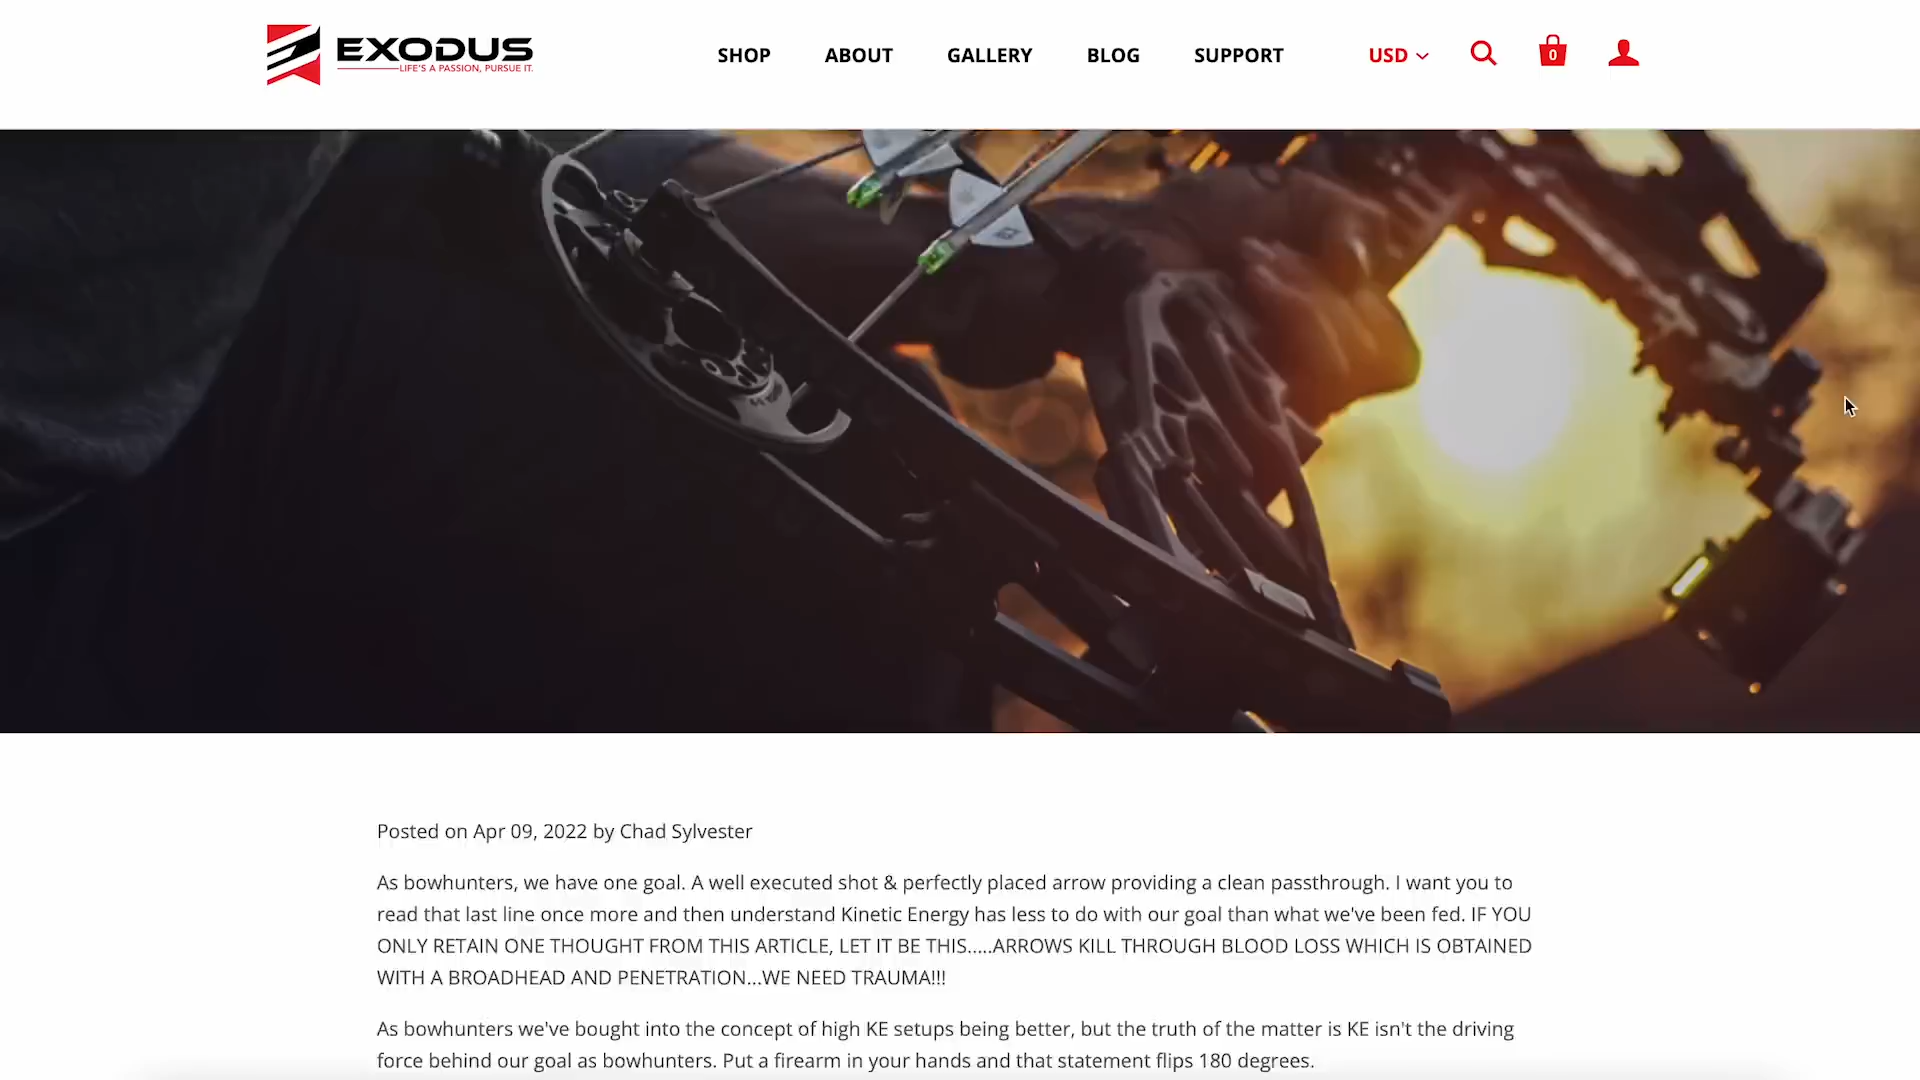 EXODUS
LIFE'S A PASSION, PURSUE IT.
SHOP ABOUT GALLERY BLOG SUPPORT USD 0
Posted on Apr 09, 2022 by Chad Sylvester
As bowhunters, we have one goal. A well executed shot & perfectly placed arrow providing a clean passthrough. I want you to
read that last line once more and then understand Kinetic Energy has less to do with our goal than what we've been fed. IF YOU
ONLY RETAIN ONE THOUGHT FROM THIS ARTICLE, LET IT BE THIS.....ARROWS KILL THROUGH BLOOD LOSS WHICH IS OBTAINED
WITH A BROADHEAD AND PENETRATION...WE NEED TRAUMA!!!
As bowhunters we've bought into the concept of high KE setups being better, but the truth of the matter is KE isn't the driving
force behind our goal as bowhunters. Put a firearm in your hands and that statement flips 180 degrees.